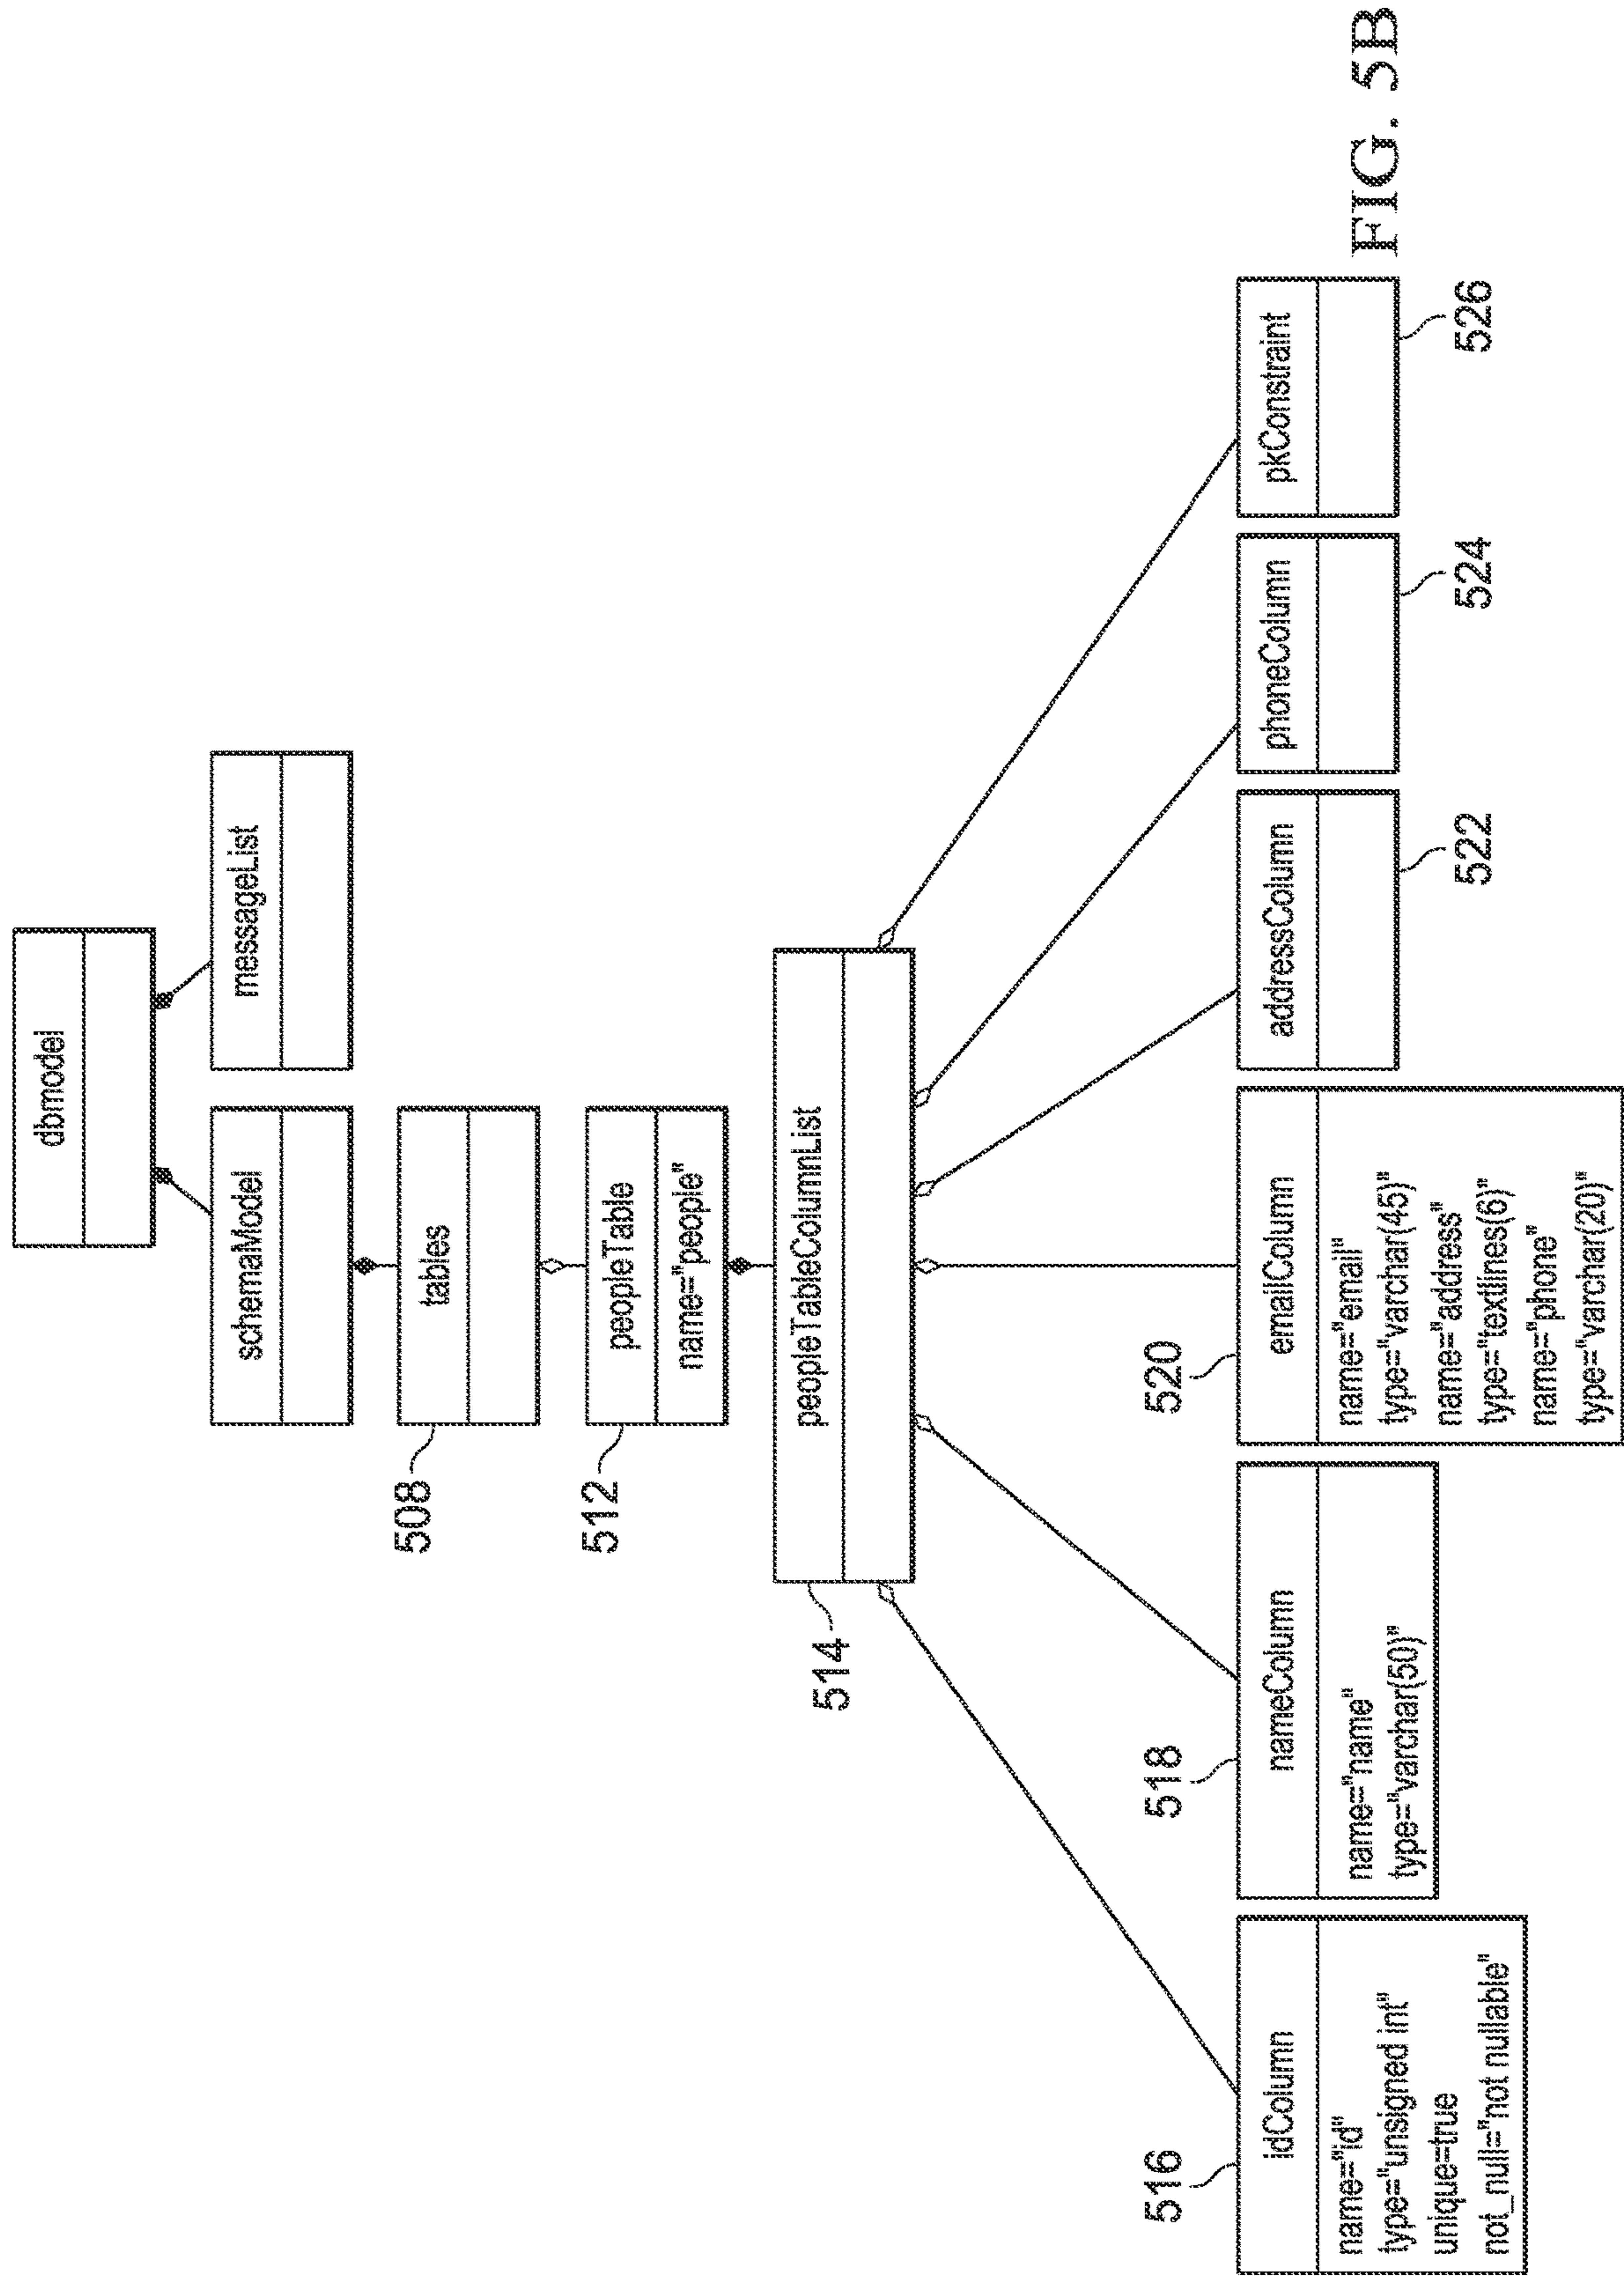 dbmodel
schemaModel
messageList
tables
508
peopleTable
name="people"
512
peopleTableColumnList
514
516
idColumn
name="id"
type="unsigned int"
unique=true
not_null="not nullable"
518
nameColumn
name="name"
type="varchar(50)"
520
emailColumn
name="email"
type="varchar(45)"
name="address"
type="textlines(6)"
name="phone"
type="varchar(20)"
addressColumn
522
phoneColumn
524
pkConstraint
526
FIG. 5B